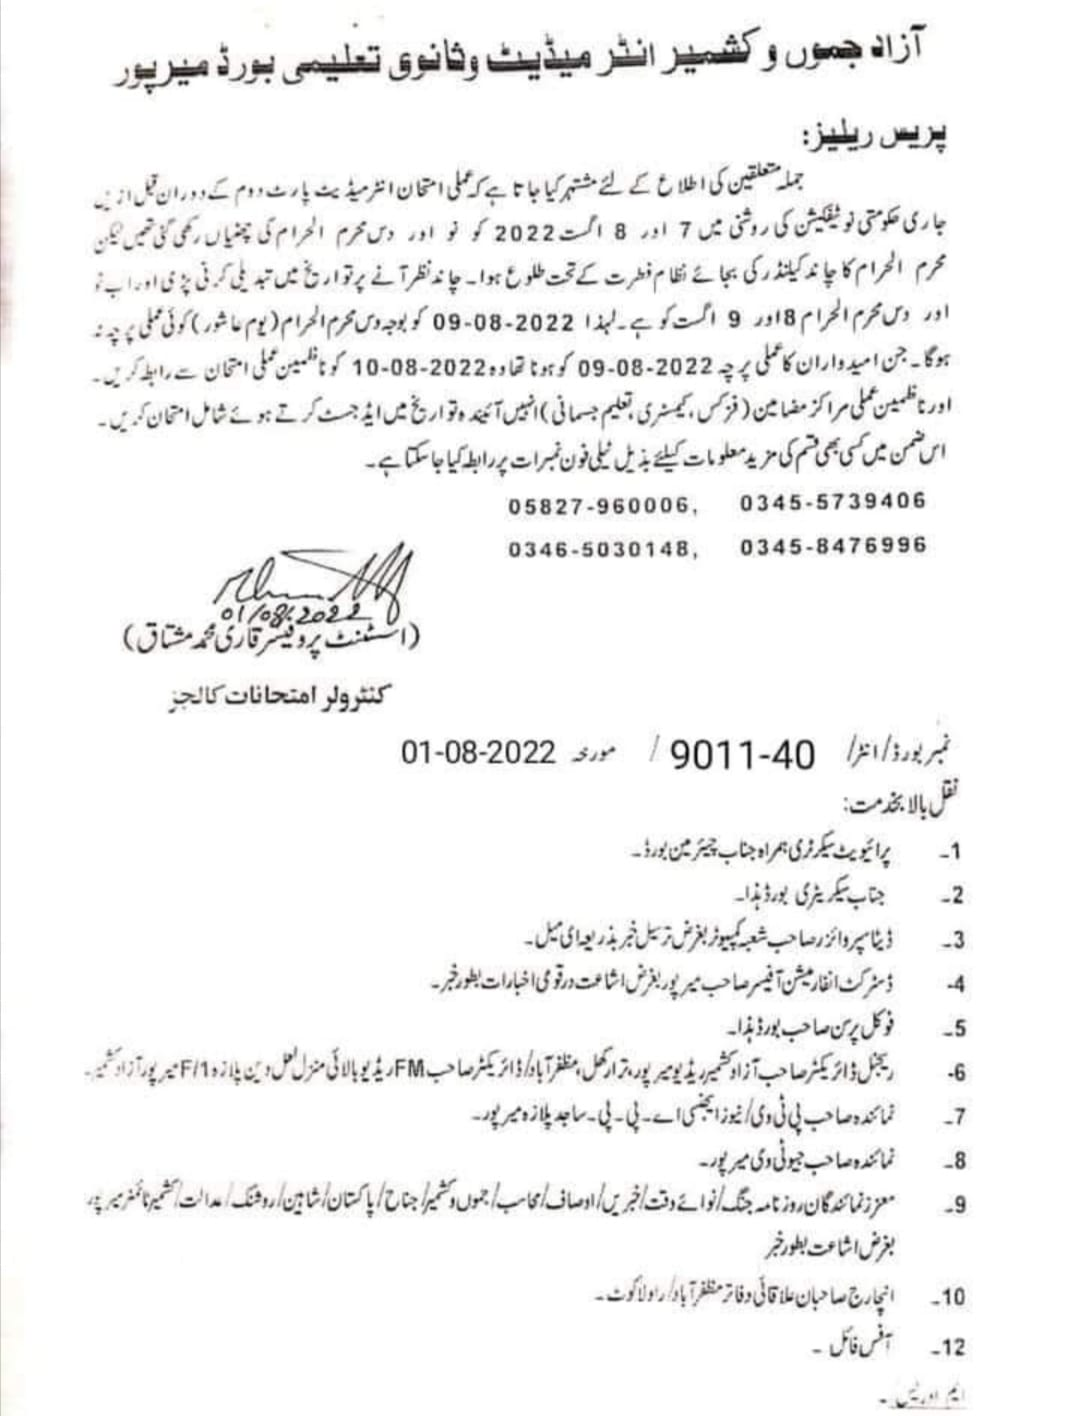 آزاد جموں و کشمیر انٹر میڈیٹ و ثانوی تعلیمی بورڈ میرپور
پریس ریلیز:
جملہ متعلقین کی اطلاع کے لئے مشتہر کیا جاتا ہے کہ عملی امتحان انٹرمیڈیٹ پارٹ دوم کے دوران قبل ازیں
جاری حکومتی نوٹیفکیشن کی روشنی میں 7 اور 8 اگست 2022 کو نو اور دس محرم الحرام کی چھٹیاں رکھی گئی تھیں لیکن
محرم الحرام کا چاند کیلنڈر کی بجائے نظام فطرت کے تحت طلوع ہوا۔ چاند نظر آنے پر تواریخ میں تبدیلی کرنی پڑی اور اب نو
اور دس محرم الحرام 8 اور 9 اگست کو ہے۔ لہذا 09-08-2022 کو بوجہ دس محرم الحرام (یوم عاشور) کوئی عملی پرچہ نہ
ہوگا۔ جن امیدواران کا عملی پرچہ 09-08-2022 کو ہونا تھا وہ 10-08-2022 کو ناظمین عملی امتحان سے رابطہ کریں۔
اور ناظمین عملی مراکز مضامین (فزکس، کیمسٹری، تعلیم جسمانی) انہیں آئیندہ تواریخ میں ایڈجسٹ کرتے ہوئے شامل امتحان کریں۔
اس ضمن میں کسی بھی قسم کی مزید معلومات کیلئے بذیل ٹیلی فون نمبرات پر رابطہ کیا جا سکتا ہے۔
05827-960006, 0345-5739406
0346-5030148, 0345-8476996
01/08/2022
(اسسٹنٹ پروفیسر قاری محمد مشتاق)
کنٹرولر امتحانات کالجز
نمبر بورڈ/انٹر/ 9011-40 / مورخہ 01-08-2022
نقل بالا بخدمت:
1۔ پرائیویٹ سیکرٹری ہمراہ جناب چیئرمین بورڈ۔
2۔ جناب سیکریٹری بورڈ ہذا۔
3۔ ڈیٹا سپروائزر صاحب شعبہ کمپیوٹر بغرض ترسیل خبر بذریعہ ای میل۔
4۔ ڈسٹرکٹ انفارمیشن آفیسر صاحب میرپور بغرض اشاعت در قومی اخبارات بطور خبر۔
5۔ فوکل پرسن صاحب بورڈ ہذا۔
6۔ ریجنل ڈائریکٹر صاحب آزاد کشمیر ریڈیو میرپور، تراڑکھل، مظفرآباد/ڈائریکٹر صاحب FM ریڈیو بالائی منزل لعل دین پلازہ F/1 میرپور آزاد کشمیر۔
7۔ نمائندہ صاحب پی ٹی وی/نیوز ایجنسی اے۔پی۔پی۔ ساجد پلازہ میرپور۔
8۔ نمائندہ صاحب جیو ٹی وی میرپور۔
9۔ معزز نمائندگان روزنامہ جنگ/نوائے وقت/خبریں/اوصاف/محاسب/جموں و کشمیر/جناح/پاکستان/شاہین/روشنگ/عدالت/کشمیر ٹائمنر میرپور
بغرض اشاعت بطور خبر
10۔ انچارج صاحبان علاقائی دفاتر مظفرآباد/راولاکوٹ۔
12۔ آفس فائل ۔